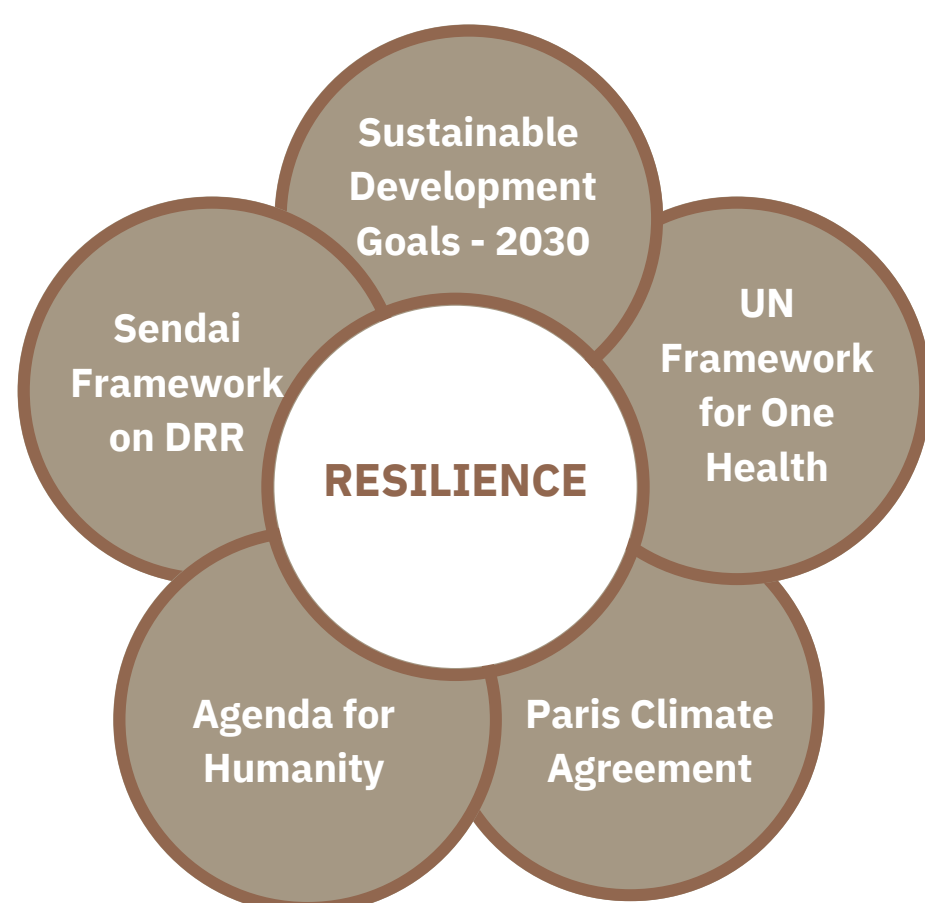 Sustainable
Development
Goals - 2030
UN
Framework
for One
Health
Sendai
Framework
on DRR
RESILIENCE
Agenda for
Humanity
Paris Climate
Agreement